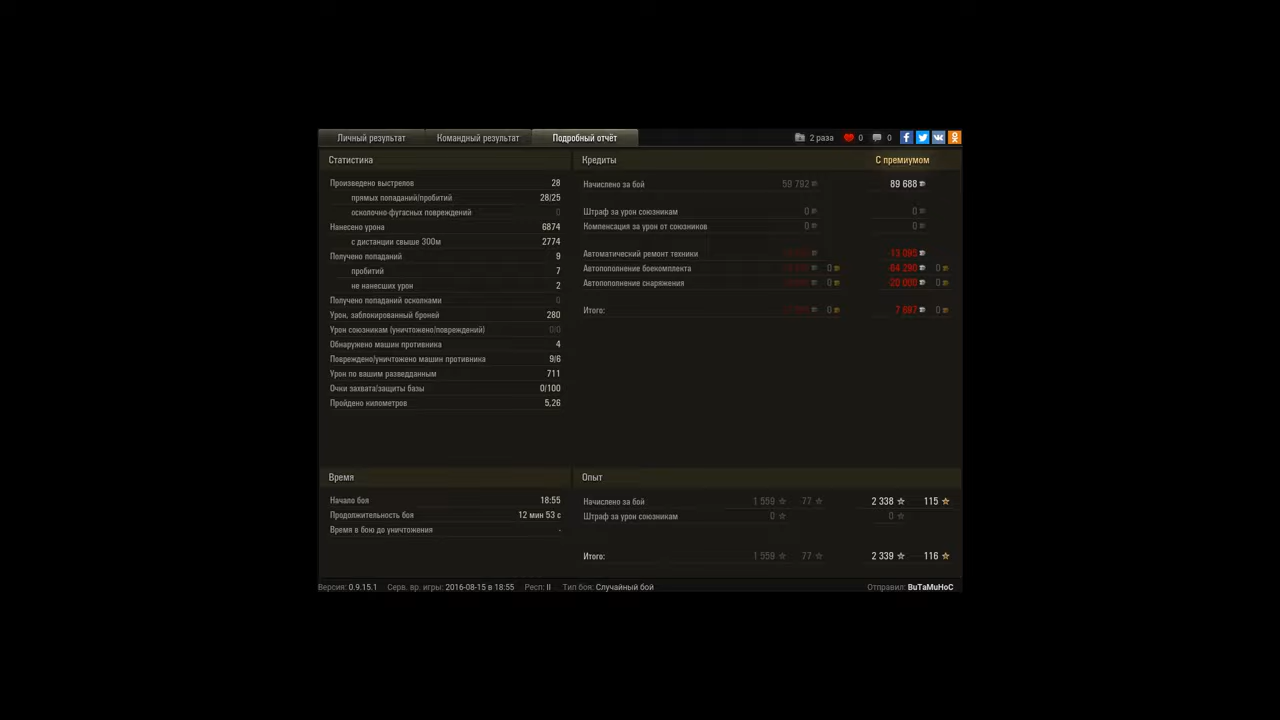 Личный результат Командный результат Подробный отчёт 2 раза 0 0
Статистика
Произведено выстрелов 28
прямых попаданий/пробитий 28/25
осколочно-фугасных повреждений 0
Нанесено урона 6874
с дистанции свыше 300м 2774
Получено попаданий 9
пробитий 7
не нанесших урон 2
Получено попаданий осколками 0
Урон, заблокированный броней 280
Урон союзникам (уничтожено/повреждений) 0/0
Обнаружено машин противника 4
Повреждено/уничтожено машин противника 9/6
Урон по вашим разведданным 711
Очки захвата/защиты базы 0/100
Пройдено километров 5,26
Кредиты С премиумом
Начислено за бой 59 792 89 688
Штраф за урон союзникам 0 0
Компенсация за урон от союзников 0 0
Автоматический ремонт техники -13 095
Автопополнение боекомплекта 0 -64 280 0
Автопополнение снаряжения 0 -20 000 0
Итого: 0 -7 687 0
Время
Начало боя 18:55
Продолжительность боя 12 мин 53 с
Время в бою до уничтожения -
Опыт
Начислено за бой 1 559 77 2 338 115
Штраф за урон союзникам 0 0
Итого: 1 559 77 2 339 116
Версия: 0.9.15.1 Серв. вр. игры: 2016-08-15 в 18:55 Респ: II Тип боя: Случайный бой Отправил: BuTaMuHoC